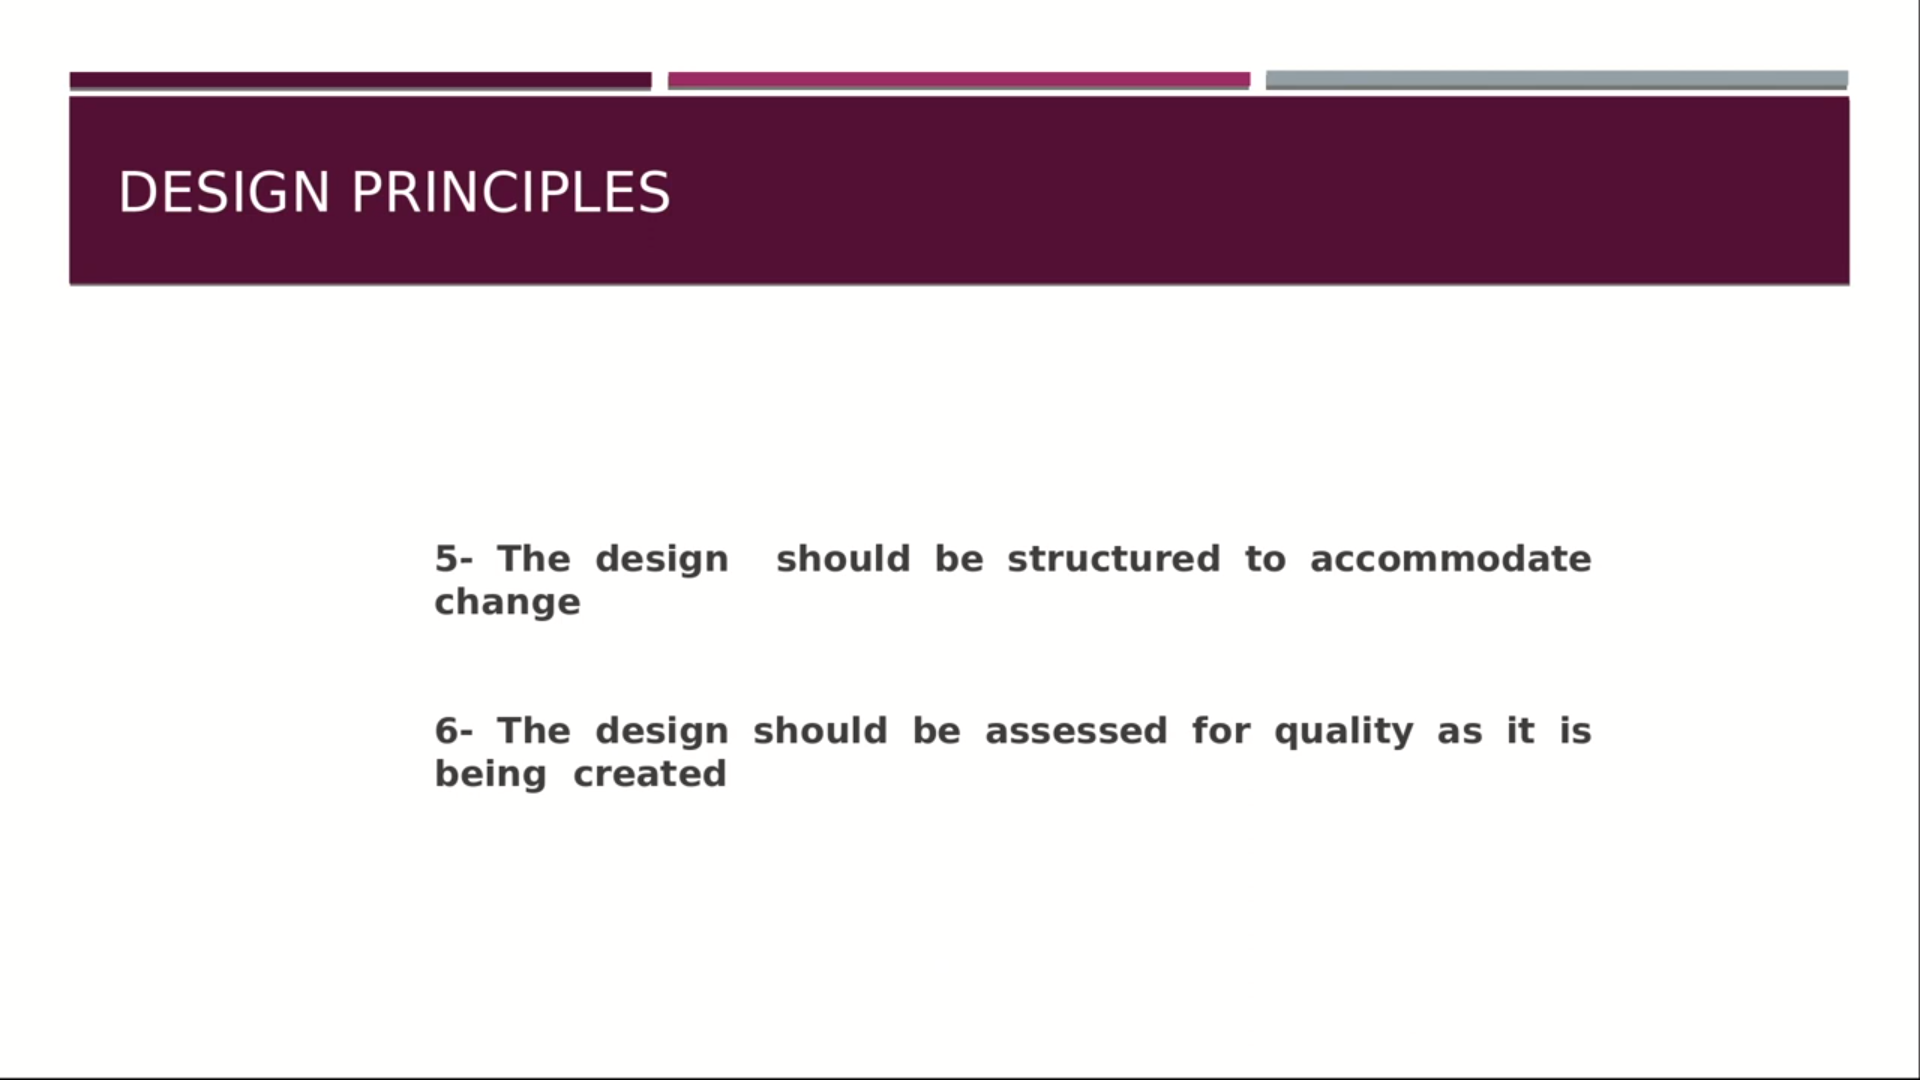 DESIGN PRINCIPLES
5- The design should be structured to accommodate
change
6- The design should be assessed for quality as it is
being created